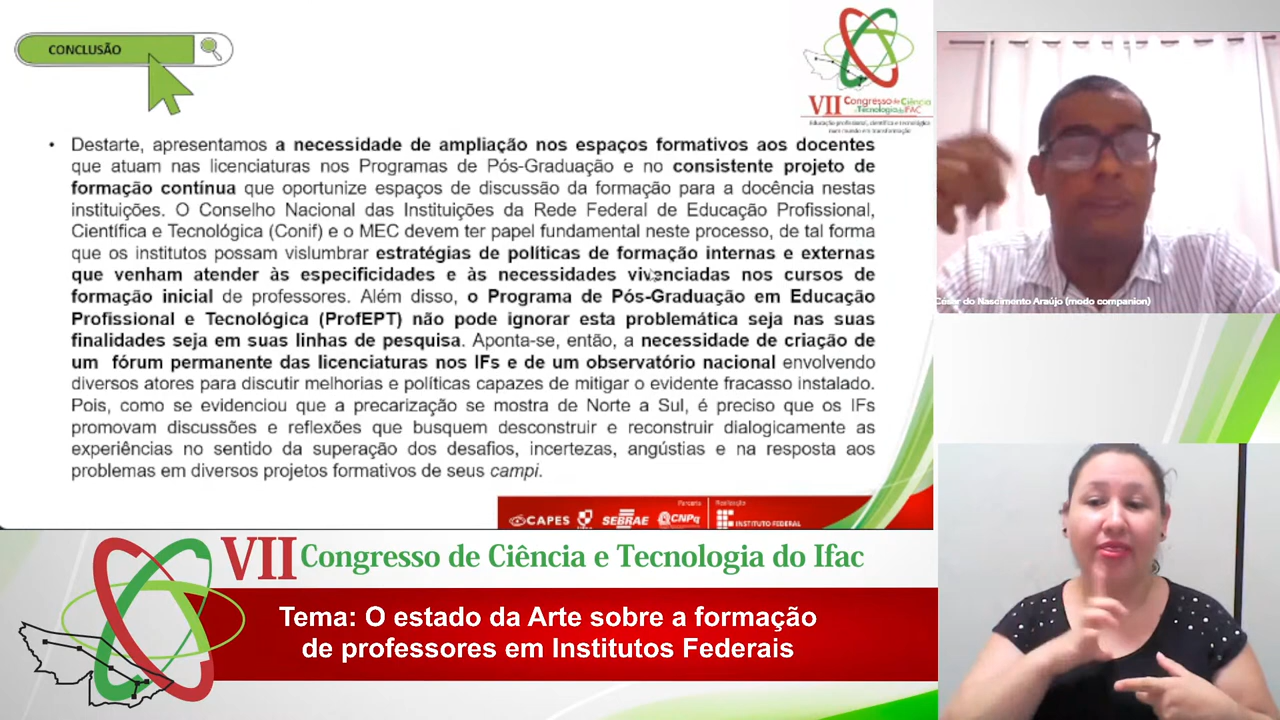 CONCLUSÃO
VII Congresso de Ciência
e Tecnologia do IFAC
Educação profissional, científica e tecnológica
num mundo em transformação
• Destarte, apresentamos a necessidade de ampliação nos espaços formativos aos docentes
que atuam nas licenciaturas nos Programas de Pós-Graduação e no consistente projeto de
formação contínua que oportunize espaços de discussão da formação para a docência nestas
instituições. O Conselho Nacional das Instituições da Rede Federal de Educação Profissional,
Científica e Tecnológica (Conif) e o MEC devem ter papel fundamental neste processo, de tal forma
que os institutos possam vislumbrar estratégias de políticas de formação internas e externas
que venham atender às especificidades e às necessidades vivenciadas nos cursos de
formação inicial de professores. Além disso, o Programa de Pós-Graduação em Educação
Profissional e Tecnológica (ProfEPT) não pode ignorar esta problemática seja nas suas
finalidades seja em suas linhas de pesquisa. Aponta-se, então, a necessidade de criação de
um fórum permanente das licenciaturas nos IFs e de um observatório nacional envolvendo
diversos atores para discutir melhorias e políticas capazes de mitigar o evidente fracasso instalado.
Pois, como se evidenciou que a precarização se mostra de Norte a Sul, é preciso que os IFs
promovam discussões e reflexões que busquem desconstruir e reconstruir dialogicamente as
experiências no sentido da superação dos desafios, incertezas, angústias e na resposta aos
problemas em diversos projetos formativos de seus campi.
Parceria
Realização
CAPES
SEBRAE
CNPq
INSTITUTO FEDERAL
César do Nascimento Araújo (modo companion)
VII Congresso de Ciência e Tecnologia do Ifac
Tema: O estado da Arte sobre a formação
de professores em Institutos Federais